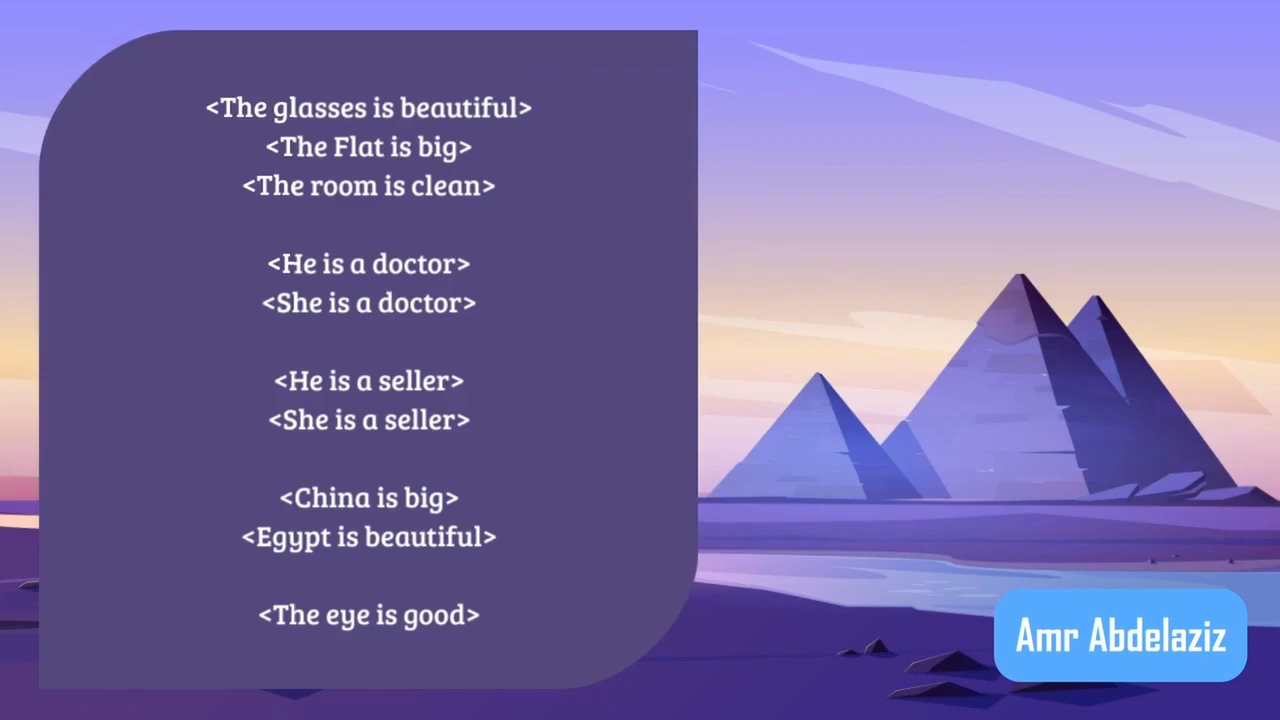 <The glasses is beautiful>
<The Flat is big>
<The room is clean>
<He is a doctor>
<She is a doctor>
<He is a seller>
<She is a seller>
<China is big>
<Egypt is beautiful>
<The eye is good>
Amr Abdelaziz